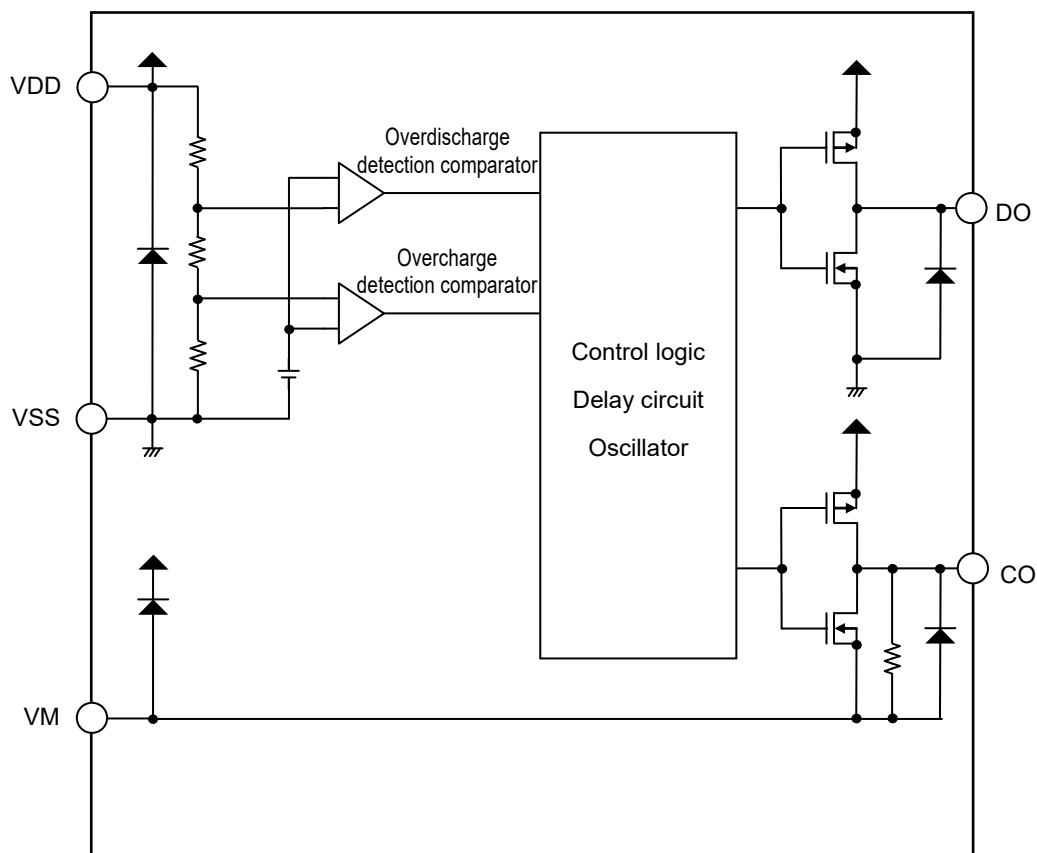 VDD
Overdischarge
detection comparator
DO
Overcharge
detection comparator
Control logic
Delay circuit
Oscillator
VSS
CO
VM